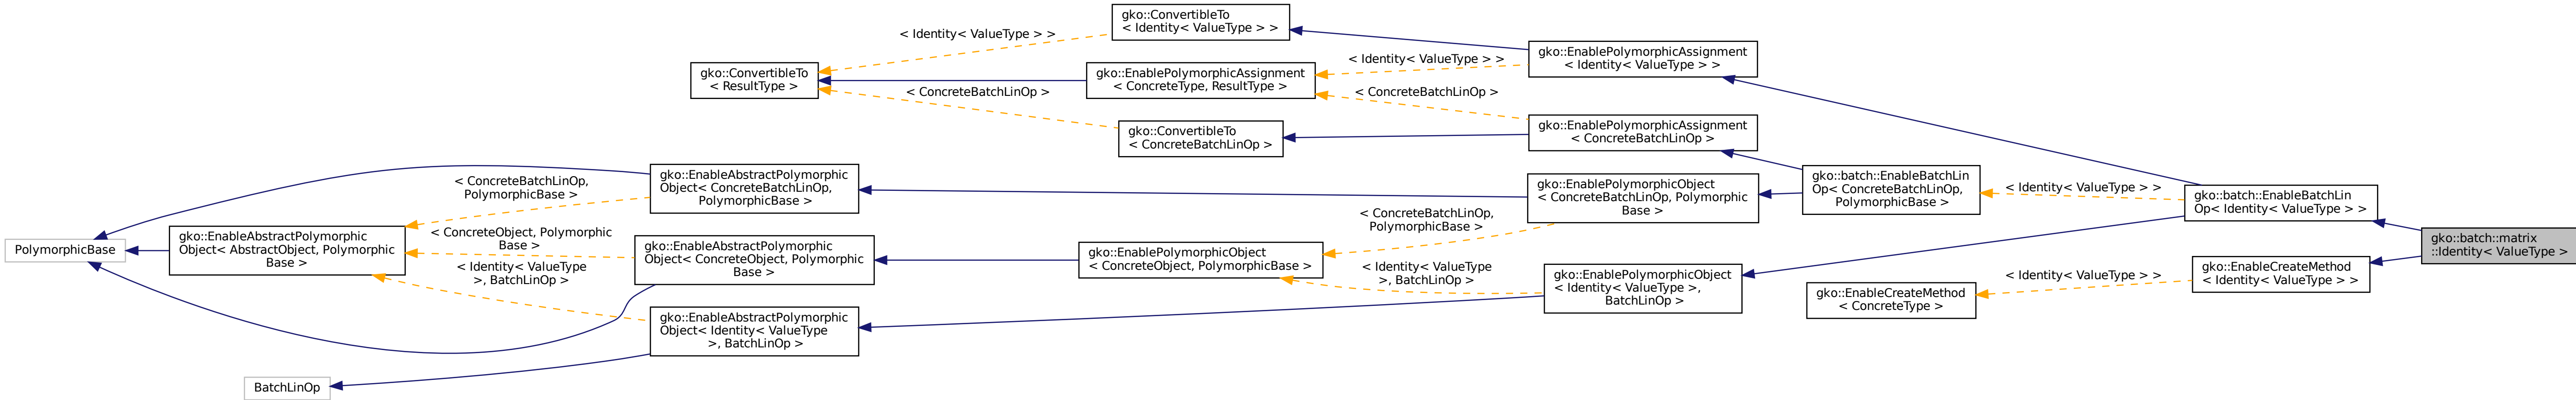 gko::ConvertibleTo
< Identity< ValueType > >
< Identity< ValueType > >
gko::EnablePolymorphicAssignment
< Identity< ValueType > >
gko::ConvertibleTo
< ResultType >
gko::EnablePolymorphicAssignment
< ConcreteType, ResultType >
< Identity< ValueType > >
< ConcreteBatchLinOp >
< ConcreteBatchLinOp >
gko::ConvertibleTo
< ConcreteBatchLinOp >
gko::EnablePolymorphicAssignment
< ConcreteBatchLinOp >
gko::EnableAbstractPolymorphic
Object< ConcreteBatchLinOp,
PolymorphicBase >
< ConcreteBatchLinOp,
PolymorphicBase >
gko::EnablePolymorphicObject
< ConcreteBatchLinOp, Polymorphic
Base >
gko::batch::EnableBatchLin
Op< ConcreteBatchLinOp,
PolymorphicBase >
< Identity< ValueType > >
gko::batch::EnableBatchLin
Op< Identity< ValueType > >
PolymorphicBase
gko::EnableAbstractPolymorphic
Object< AbstractObject, Polymorphic
Base >
< ConcreteObject, Polymorphic
Base >
gko::EnableAbstractPolymorphic
Object< ConcreteObject, Polymorphic
Base >
gko::EnablePolymorphicObject
< ConcreteObject, PolymorphicBase >
< ConcreteBatchLinOp,
PolymorphicBase >
gko::batch::matrix
::Identity< ValueType >
< Identity< ValueType
>, BatchLinOp >
< Identity< ValueType
>, BatchLinOp >
gko::EnablePolymorphicObject
< Identity< ValueType >,
BatchLinOp >
gko::EnableCreateMethod
< ConcreteType >
< Identity< ValueType > >
gko::EnableCreateMethod
< Identity< ValueType > >
gko::EnableAbstractPolymorphic
Object< Identity< ValueType
>, BatchLinOp >
BatchLinOp